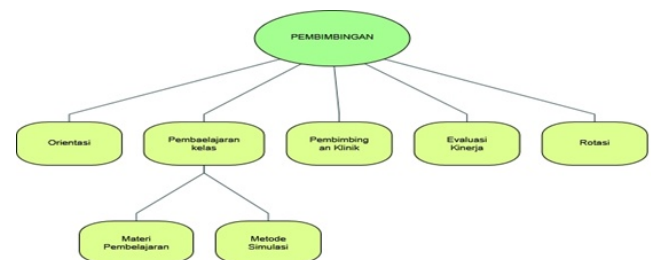 PEMBIMBINGAN
Orientasi
Pembaelajaran
kelas
Pembimbing
an Klinik
Evaluasi
Kinerja
Rotasi
Materi
Pembelajaran
Metode
Simulasi